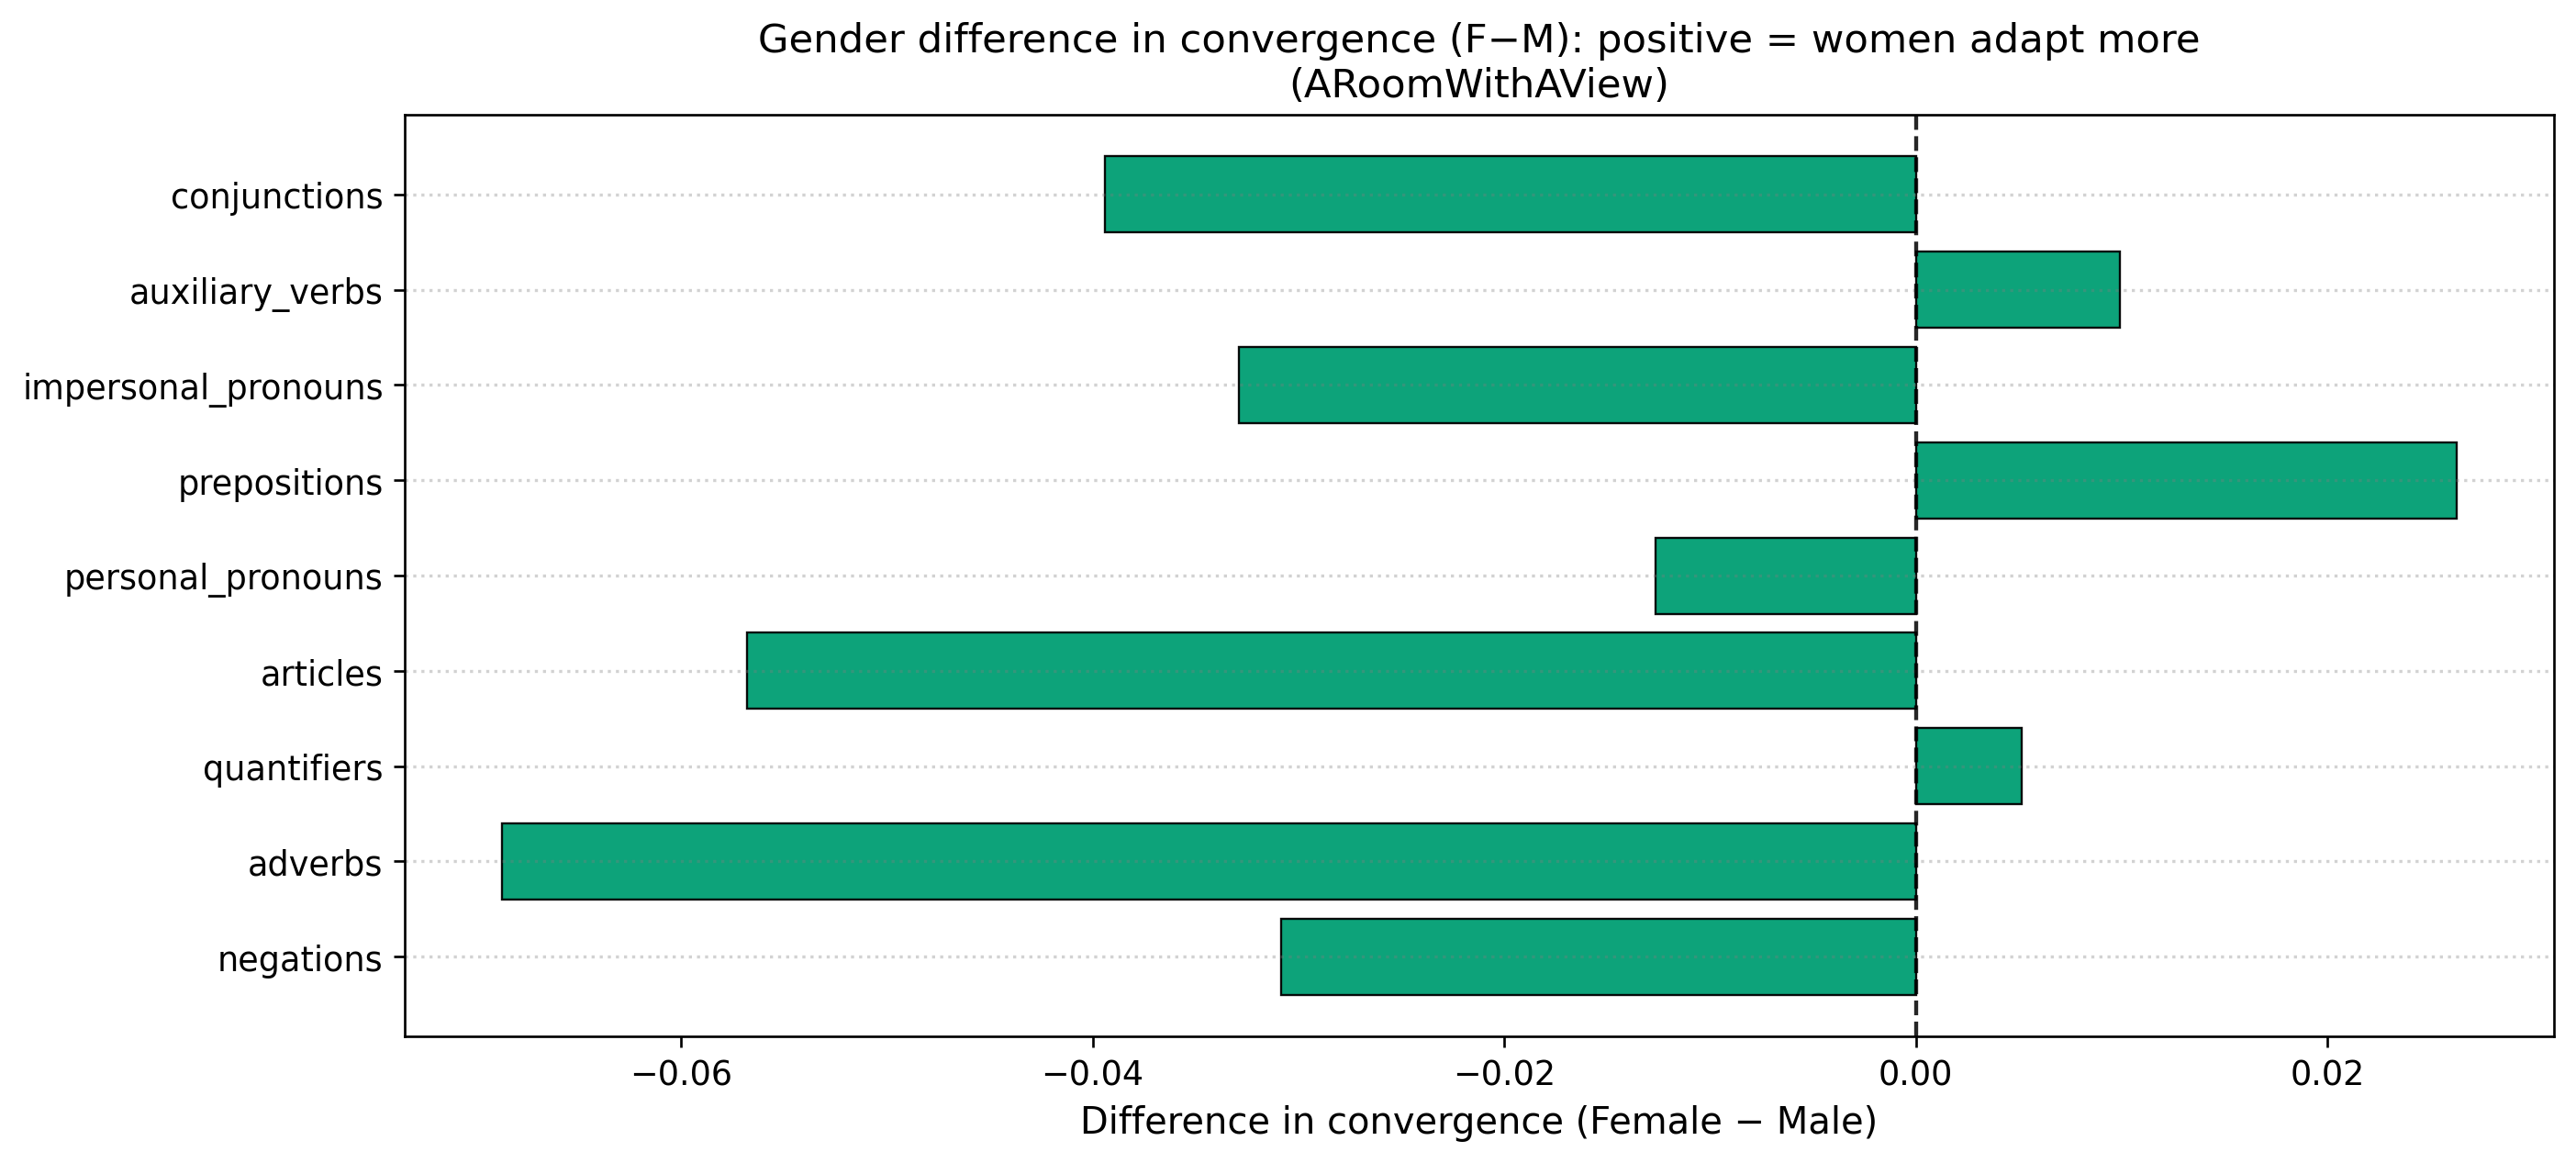 Gender difference in convergence (F−M): positive = women adapt more
(ARoomWithAView)
conjunctions
auxiliary_verbs
impersonal_pronouns
prepositions
personal_pronouns
articles
quantifiers
adverbs
negations
−0.06 −0.04 −0.02 0.00 0.02
Difference in convergence (Female − Male)